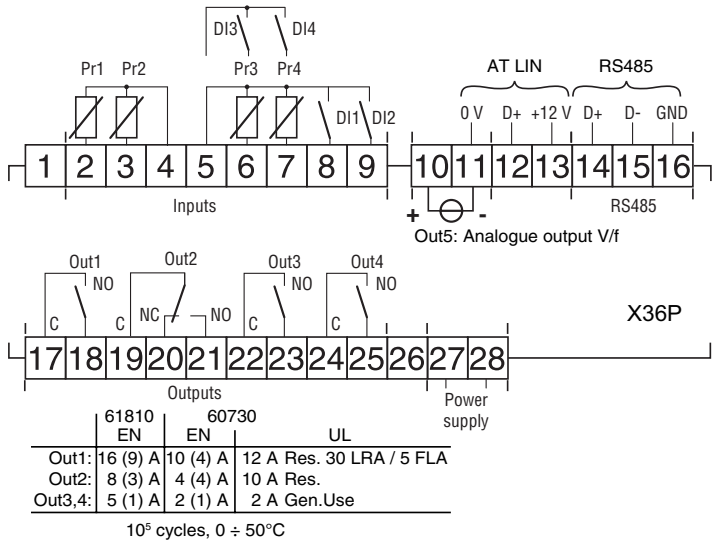 DI3 DI4
Pr1 Pr2 Pr3 Pr4 AT LIN RS485
DI1 DI2 0 V D+ +12 V D+ D- GND
1 2 3 4 5 6 7 8 9 10 11 12 13 14 15 16
Inputs RS485
+ -
Out5: Analogue output V/f
Out1 Out2 Out3 Out4
NO NO NO
NC NO X36P
C C C C
17 18 19 20 21 22 23 24 25 26 27 28
Outputs Power supply
61810 60730
EN EN UL
Out1: 16 (9) A 10 (4) A 12 A Res. 30 LRA / 5 FLA
Out2: 8 (3) A 4 (4) A 10 A Res.
Out3,4: 5 (1) A 2 (1) A 2 A Gen.Use
10⁵ cycles, 0 ÷ 50°C